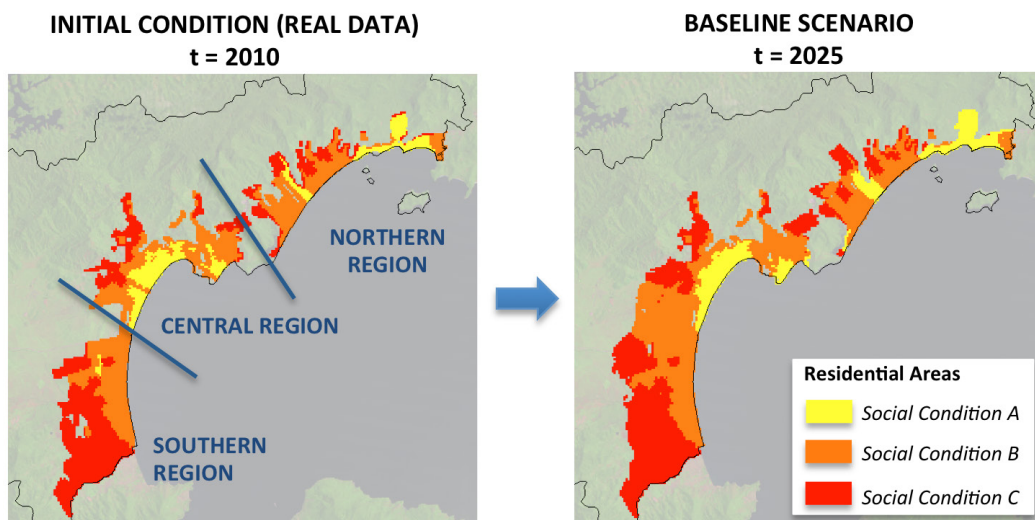 INITIAL CONDITION (REAL DATA)
t = 2010
BASELINE SCENARIO
t = 2025
NORTHERN
REGION
CENTRAL REGION
SOUTHERN
REGION
Residential Areas
Social Condition A
Social Condition B
Social Condition C